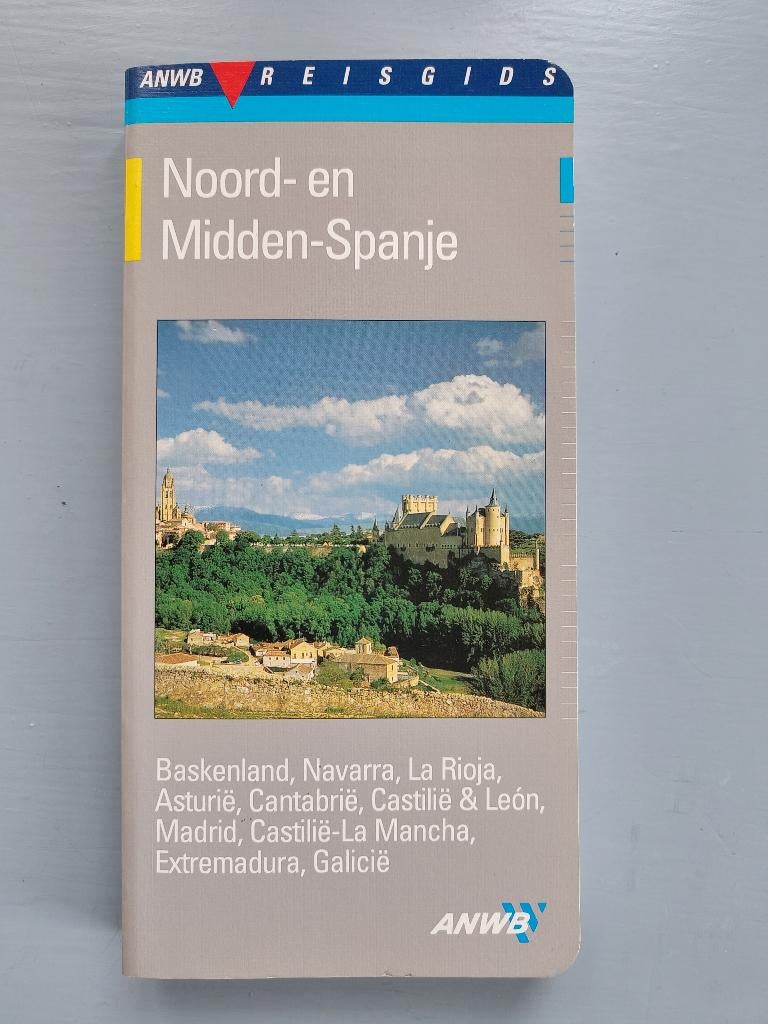 ANWB REISGIDS
Noord- en
Midden-Spanje
Baskenland, Navarra, La Rioja,
Asturië, Cantabrië, Castilië & León,
Madrid, Castilië-La Mancha,
Extremadura, Galicië
ANWB